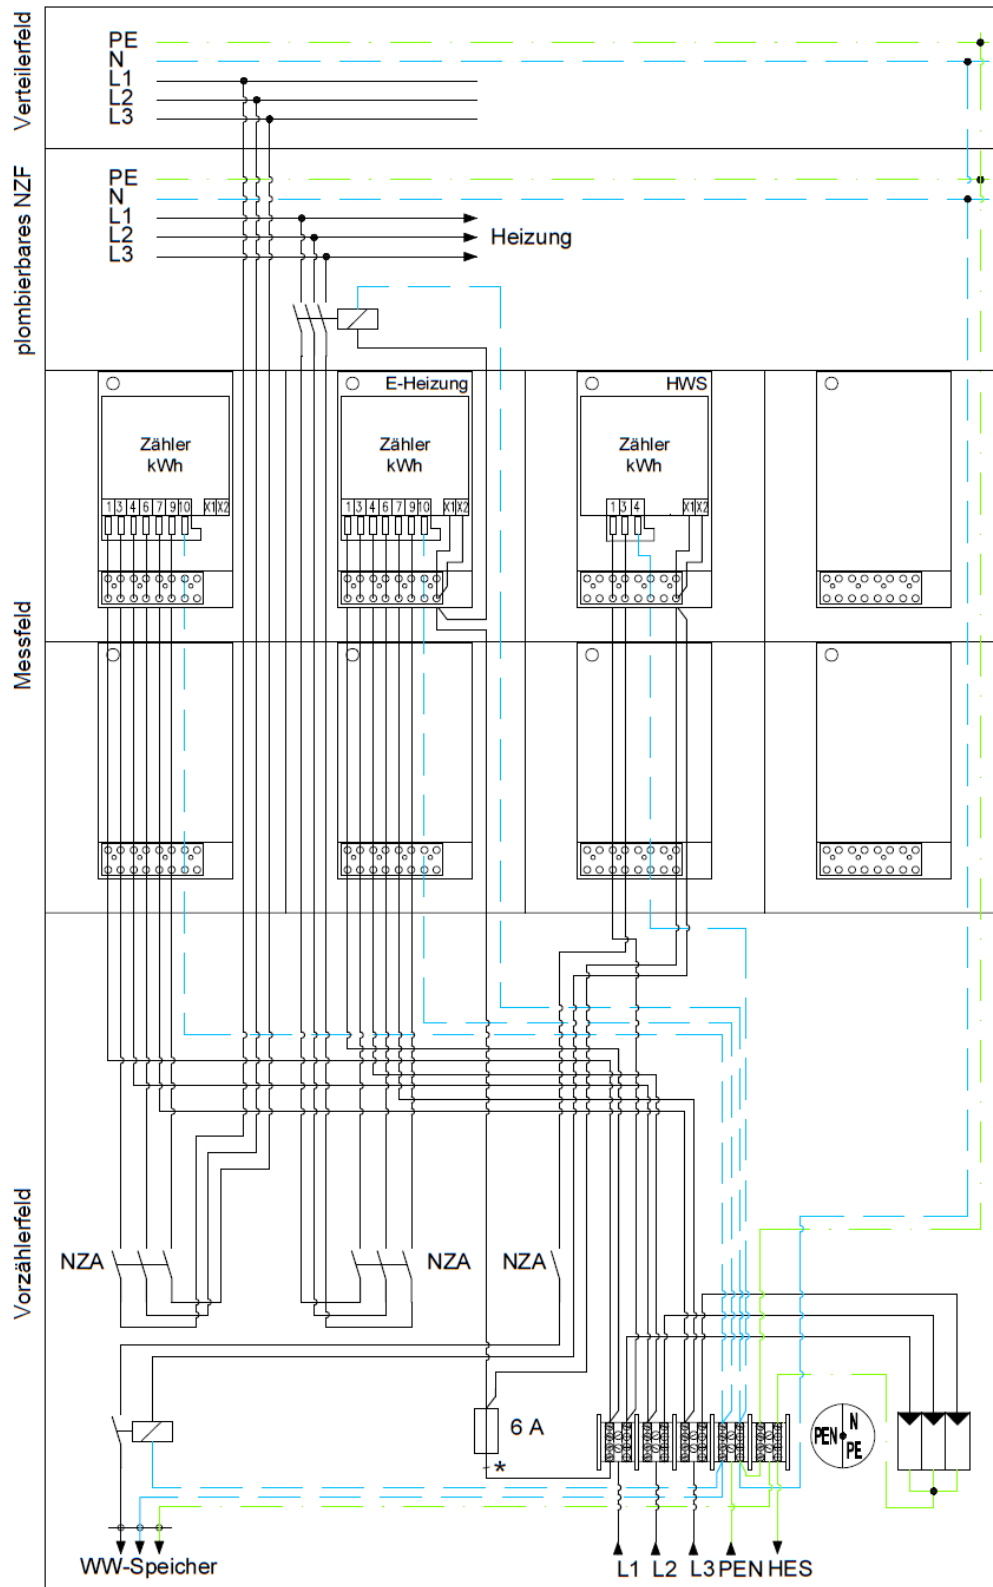 Verteilerfeld
PE
N
L1
L2
L3
plombierbares NZF
PE
N
L1
L2
L3
Heizung
Messfeld
Zähler
kWh
1 3 4 6 7 9 10 X1 X2
E-Heizung
Zähler
kWh
1 3 4 6 7 9 10 X1 X2
HWS
Zähler
kWh
1 3 4 X1 X2
Vorzählerfeld
NZA
NZA
NZA
6 A
*
PEN
N
PE
WW-Speicher
L1 L2 L3 PEN HES